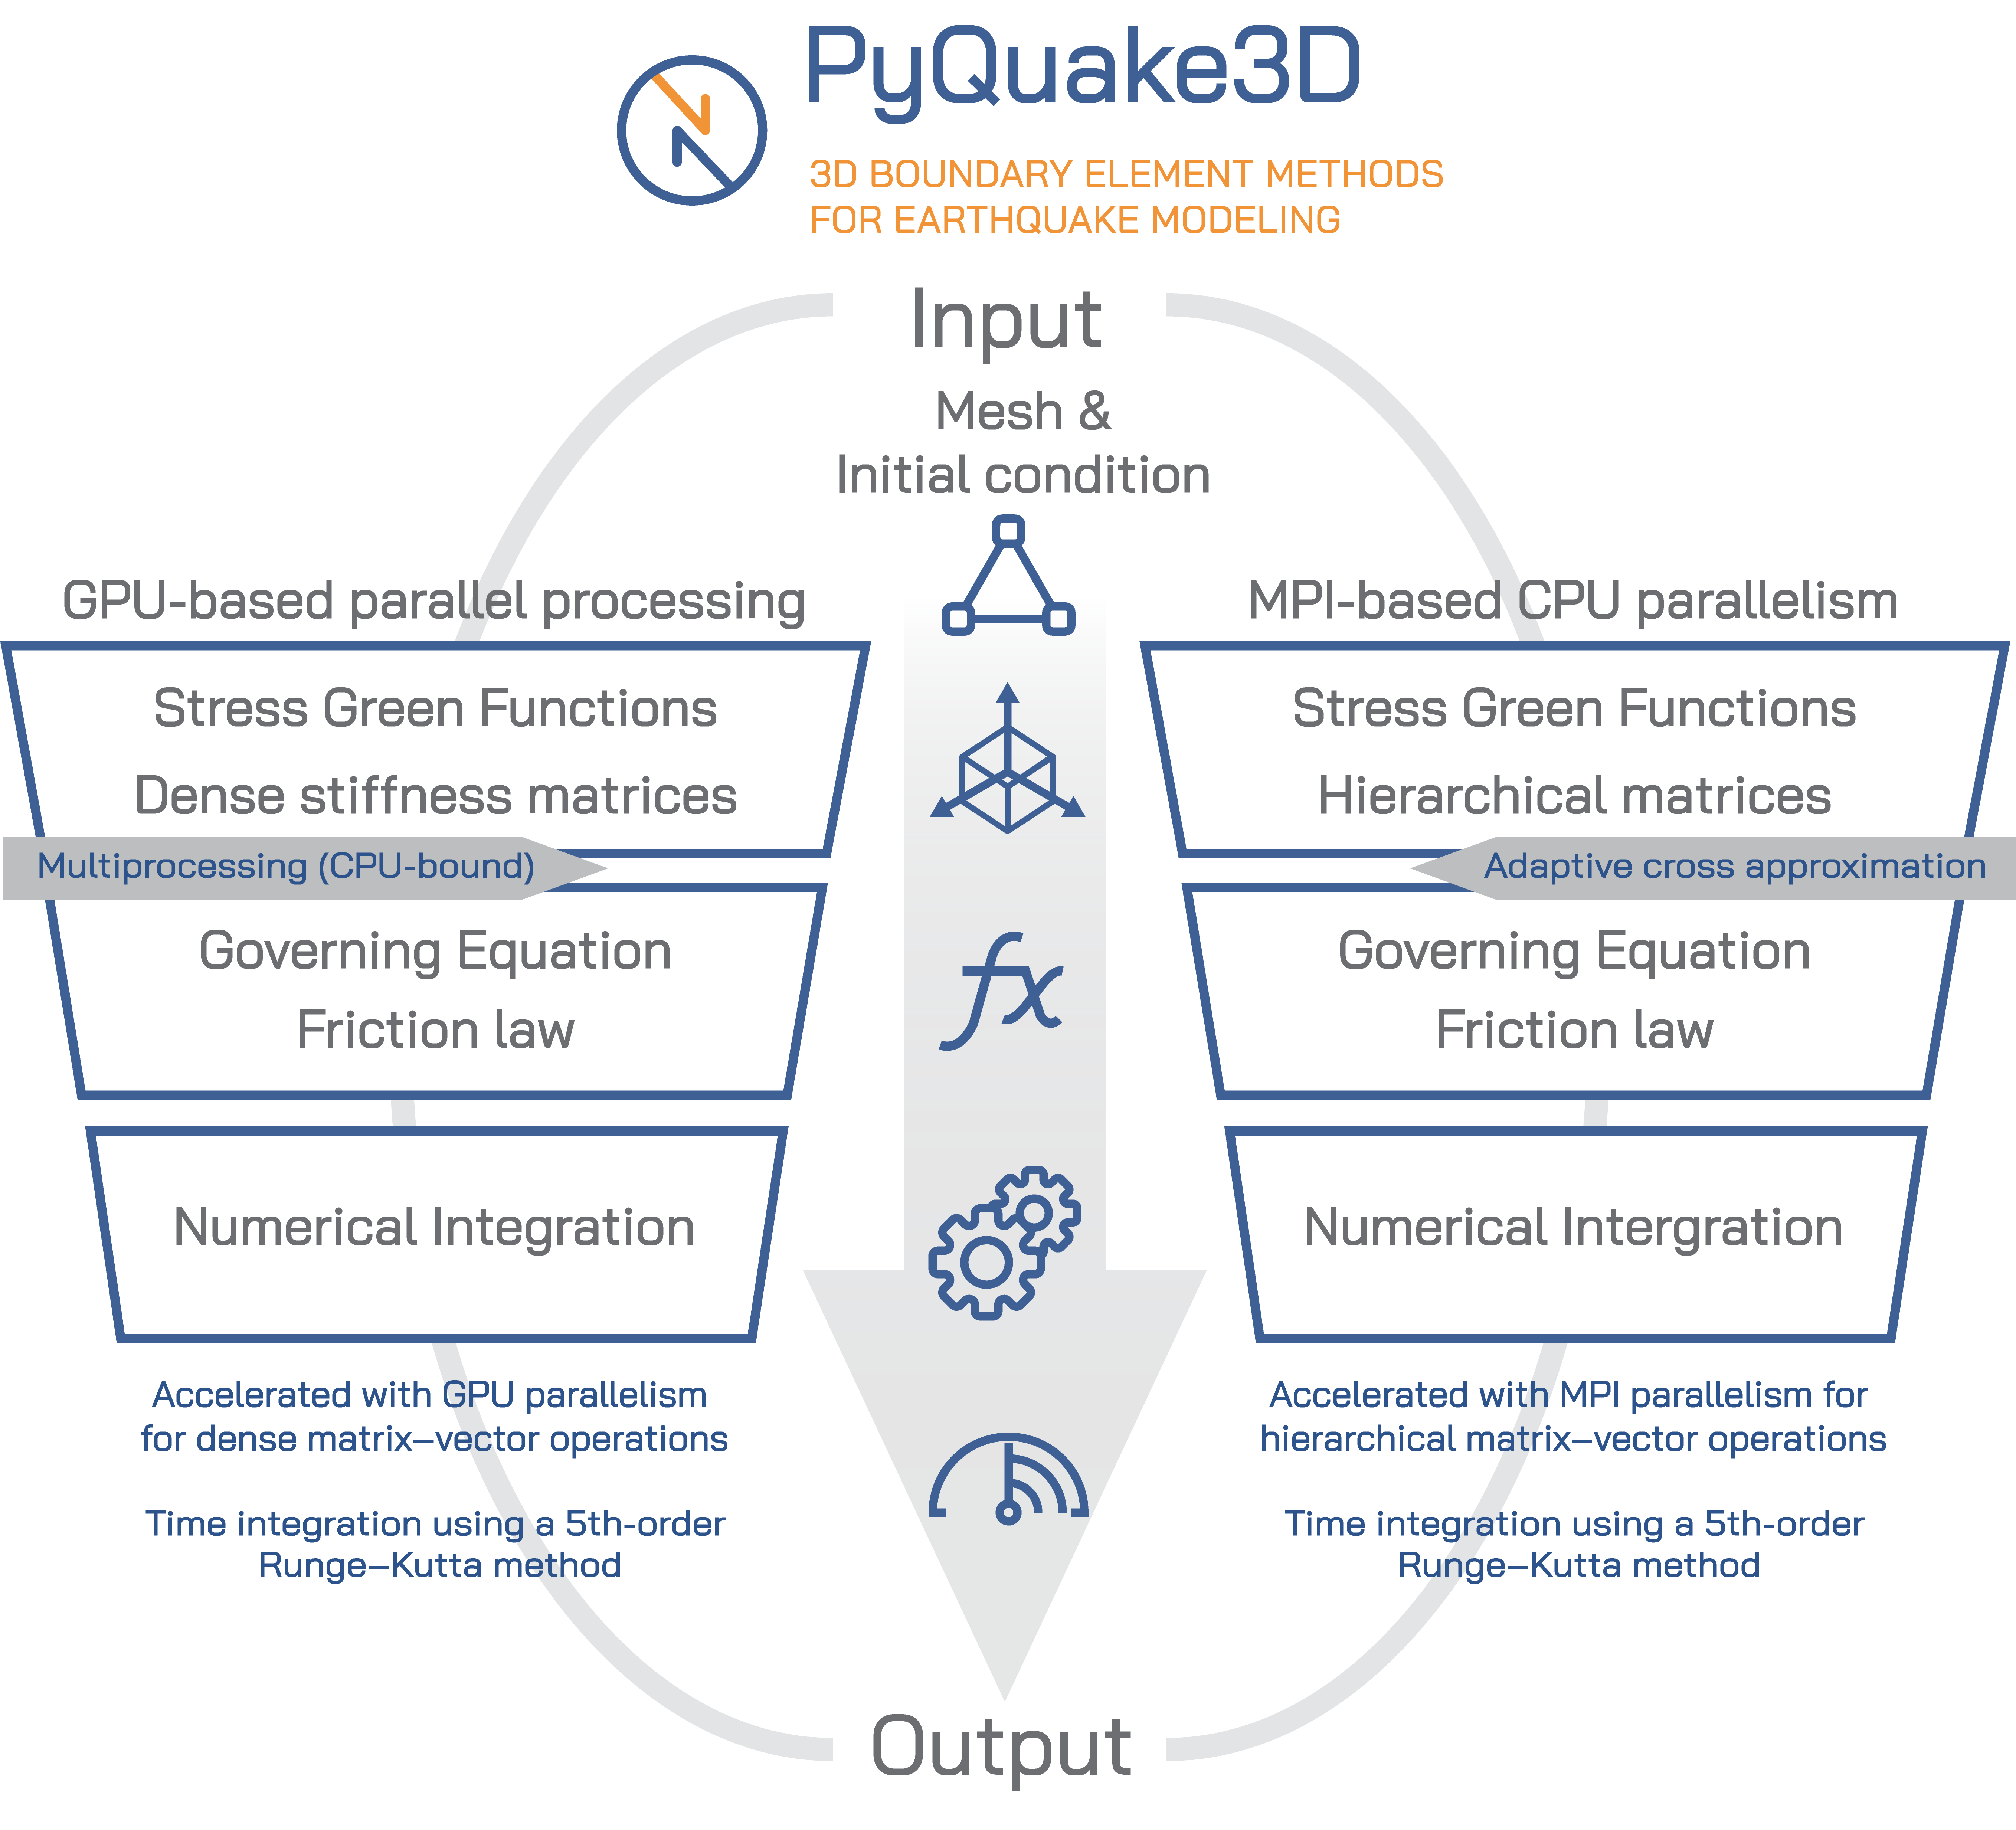 PyQuake3D
3D BOUNDARY ELEMENT METHODS
FOR EARTHQUAKE MODELING
Input
Mesh &
Initial condition
GPU-based parallel processing
Stress Green Functions
Dense stiffness matrices
Multiprocessing (CPU-bound)
Governing Equation
Friction law
Numerical Integration
Accelerated with GPU parallelism
for dense matrix–vector operations
Time integration using a 5th-order
Runge–Kutta method
MPI-based CPU parallelism
Stress Green Functions
Hierarchical matrices
Adaptive cross approximation
Governing Equation
Friction law
Numerical Intergration
Accelerated with MPI parallelism for
hierarchical matrix–vector operations
Time integration using a 5th-order
Runge–Kutta method
fx
Output